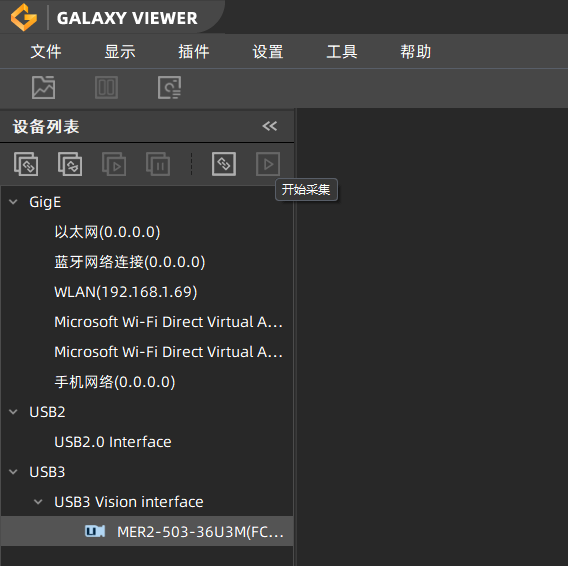 GALAXY VIEWER
文件 显示 插件 设置 工具 帮助
设备列表
开始采集
GigE
以太网(0.0.0.0)
蓝牙网络连接(0.0.0.0)
WLAN(192.168.1.69)
Microsoft Wi-Fi Direct Virtual A...
Microsoft Wi-Fi Direct Virtual A...
手机网络(0.0.0.0)
USB2
USB2.0 Interface
USB3
USB3 Vision interface
MER2-503-36U3M(FC...